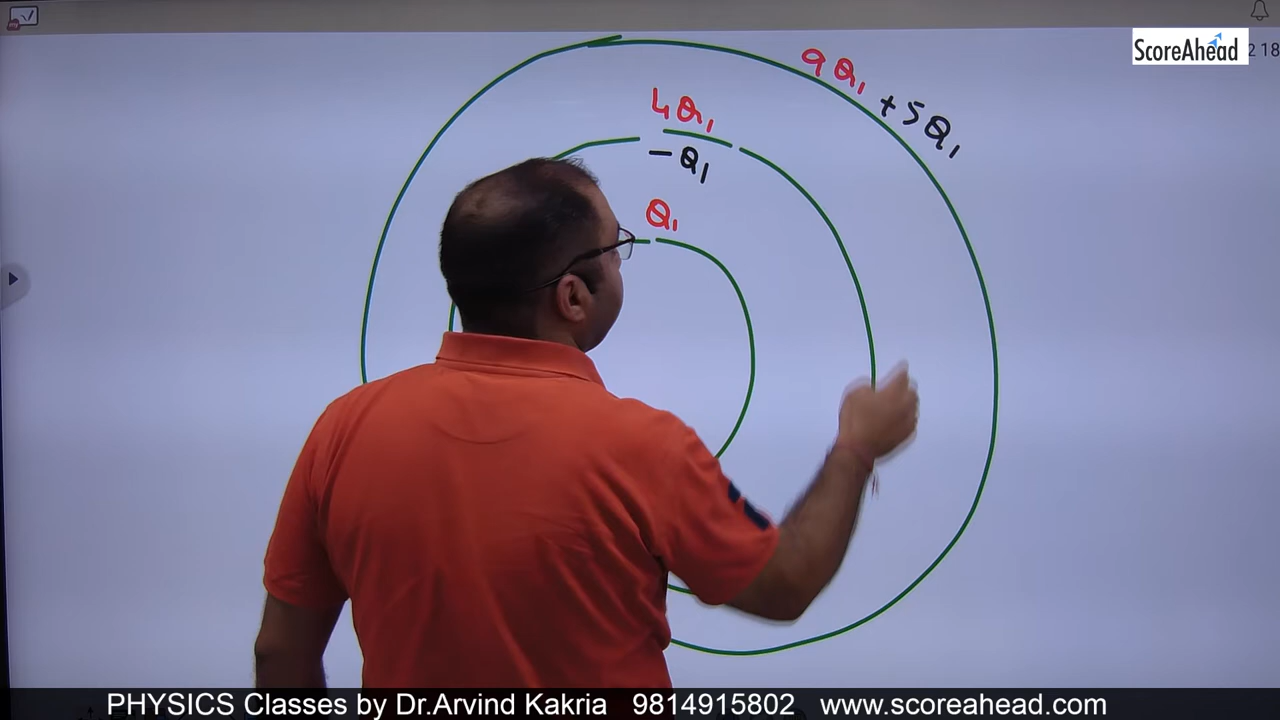 ScoreAhead
2 18
9Q₁ + 5Q₁
4Q₁
-Q₁
Q₁
PHYSICS Classes by Dr.Arvind Kakria 9814915802 www.scoreahead.com